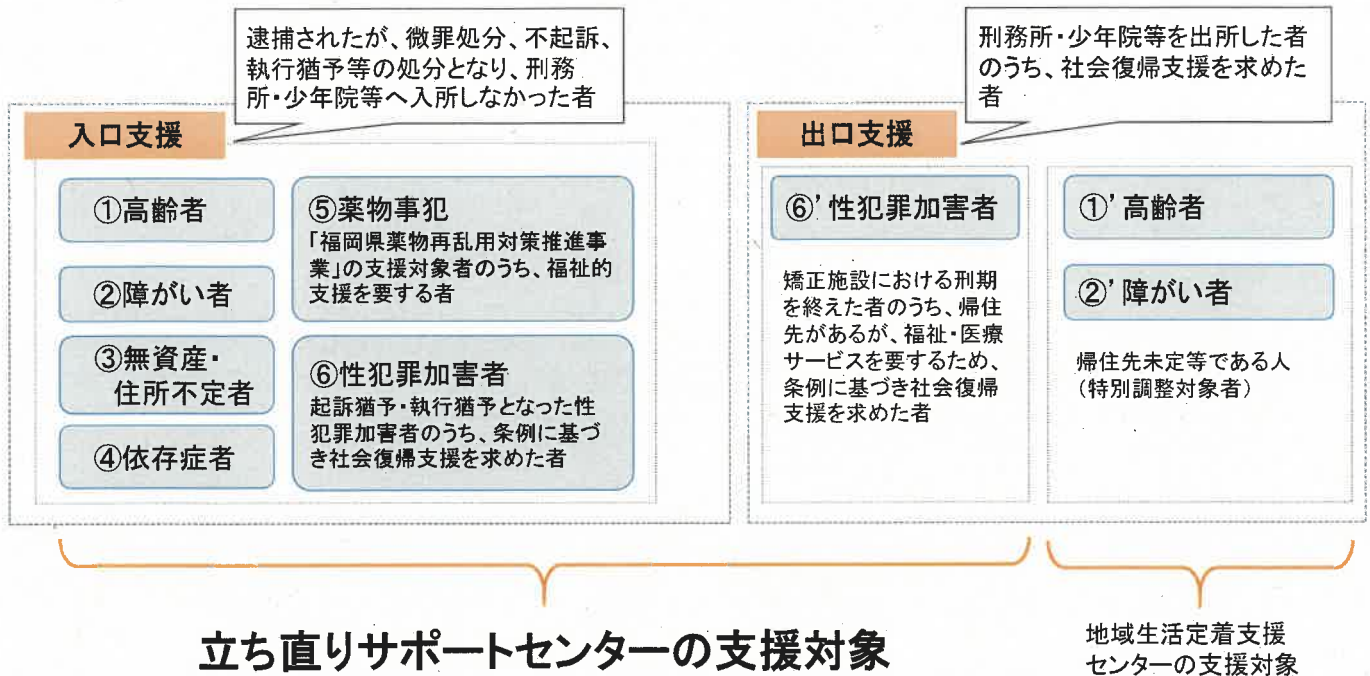 逮捕されたが、微罪処分、不起訴、
執行猶予等の処分となり、刑務
所・少年院等へ入所しなかった者
刑務所・少年院等を出所した者
のうち、社会復帰支援を求めた
者
入口支援
①高齢者
②障がい者
③無資産・
住所不定者
④依存症者
⑤薬物事犯
「福岡県薬物再乱用対策推進事
業」の支援対象者のうち、福祉的
支援を要する者
⑥性犯罪加害者
起訴猶予・執行猶予となった性
犯罪加害者のうち、条例に基づ
き社会復帰支援を求めた者
出口支援
⑥’性犯罪加害者
矯正施設における刑期
を終えた者のうち、帰住
先があるが、福祉・医療
サービスを要するため、
条例に基づき社会復帰
支援を求めた者
①’高齢者
②’障がい者
帰住先未定等である人
（特別調整対象者）
立ち直りサポートセンターの支援対象
地域生活定着支援
センターの支援対象